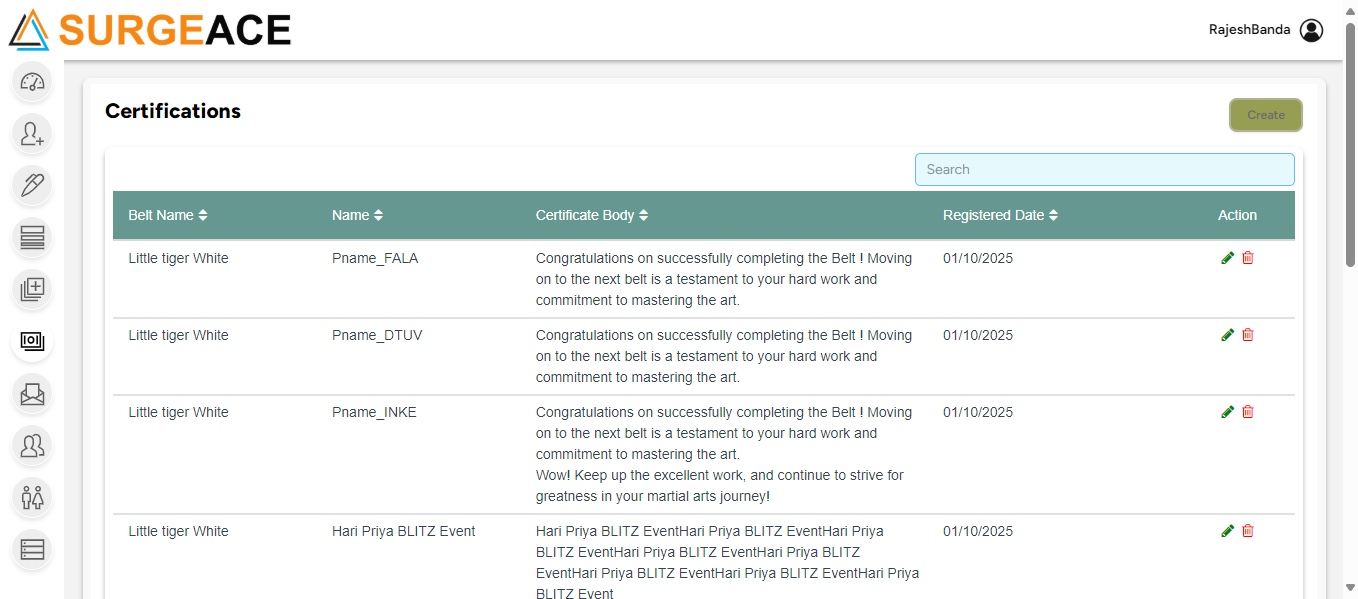 SURGEACE
RajeshBanda
Certifications
Create
Search
Belt Name Name Certificate Body Registered Date Action
Little tiger White Pname_FALA Congratulations on successfully completing the Belt ! Moving 01/10/2025
on to the next belt is a testament to your hard work and
commitment to mastering the art.
Little tiger White Pname_DTUV Congratulations on successfully completing the Belt ! Moving 01/10/2025
on to the next belt is a testament to your hard work and
commitment to mastering the art.
Little tiger White Pname_INKE Congratulations on successfully completing the Belt ! Moving 01/10/2025
on to the next belt is a testament to your hard work and
commitment to mastering the art.
Wow! Keep up the excellent work, and continue to strive for
greatness in your martial arts journey!
Little tiger White Hari Priya BLITZ Event Hari Priya BLITZ EventHari Priya BLITZ EventHari Priya 01/10/2025
BLITZ EventHari Priya BLITZ EventHari Priya BLITZ
EventHari Priya BLITZ EventHari Priya BLITZ EventHari Priya
BLITZ Event